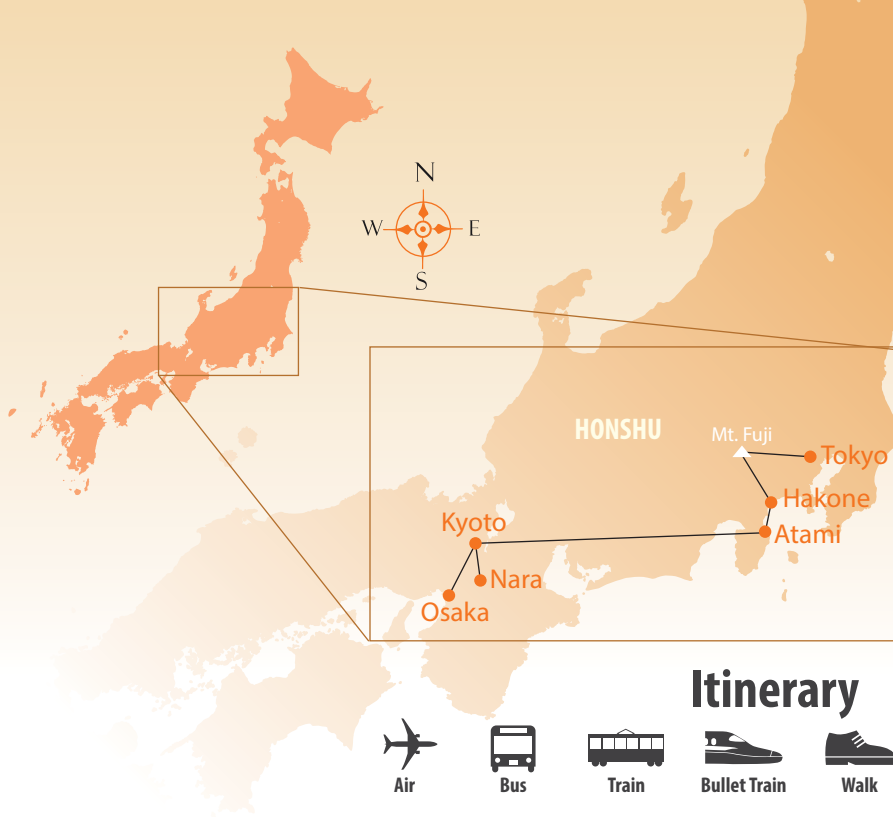 N
W
E
S
HONSHU
Mt. Fuji
Tokyo
Hakone
Atami
Kyoto
Nara
Osaka
Itinerary
Air
Bus
Train
Bullet Train
Walk